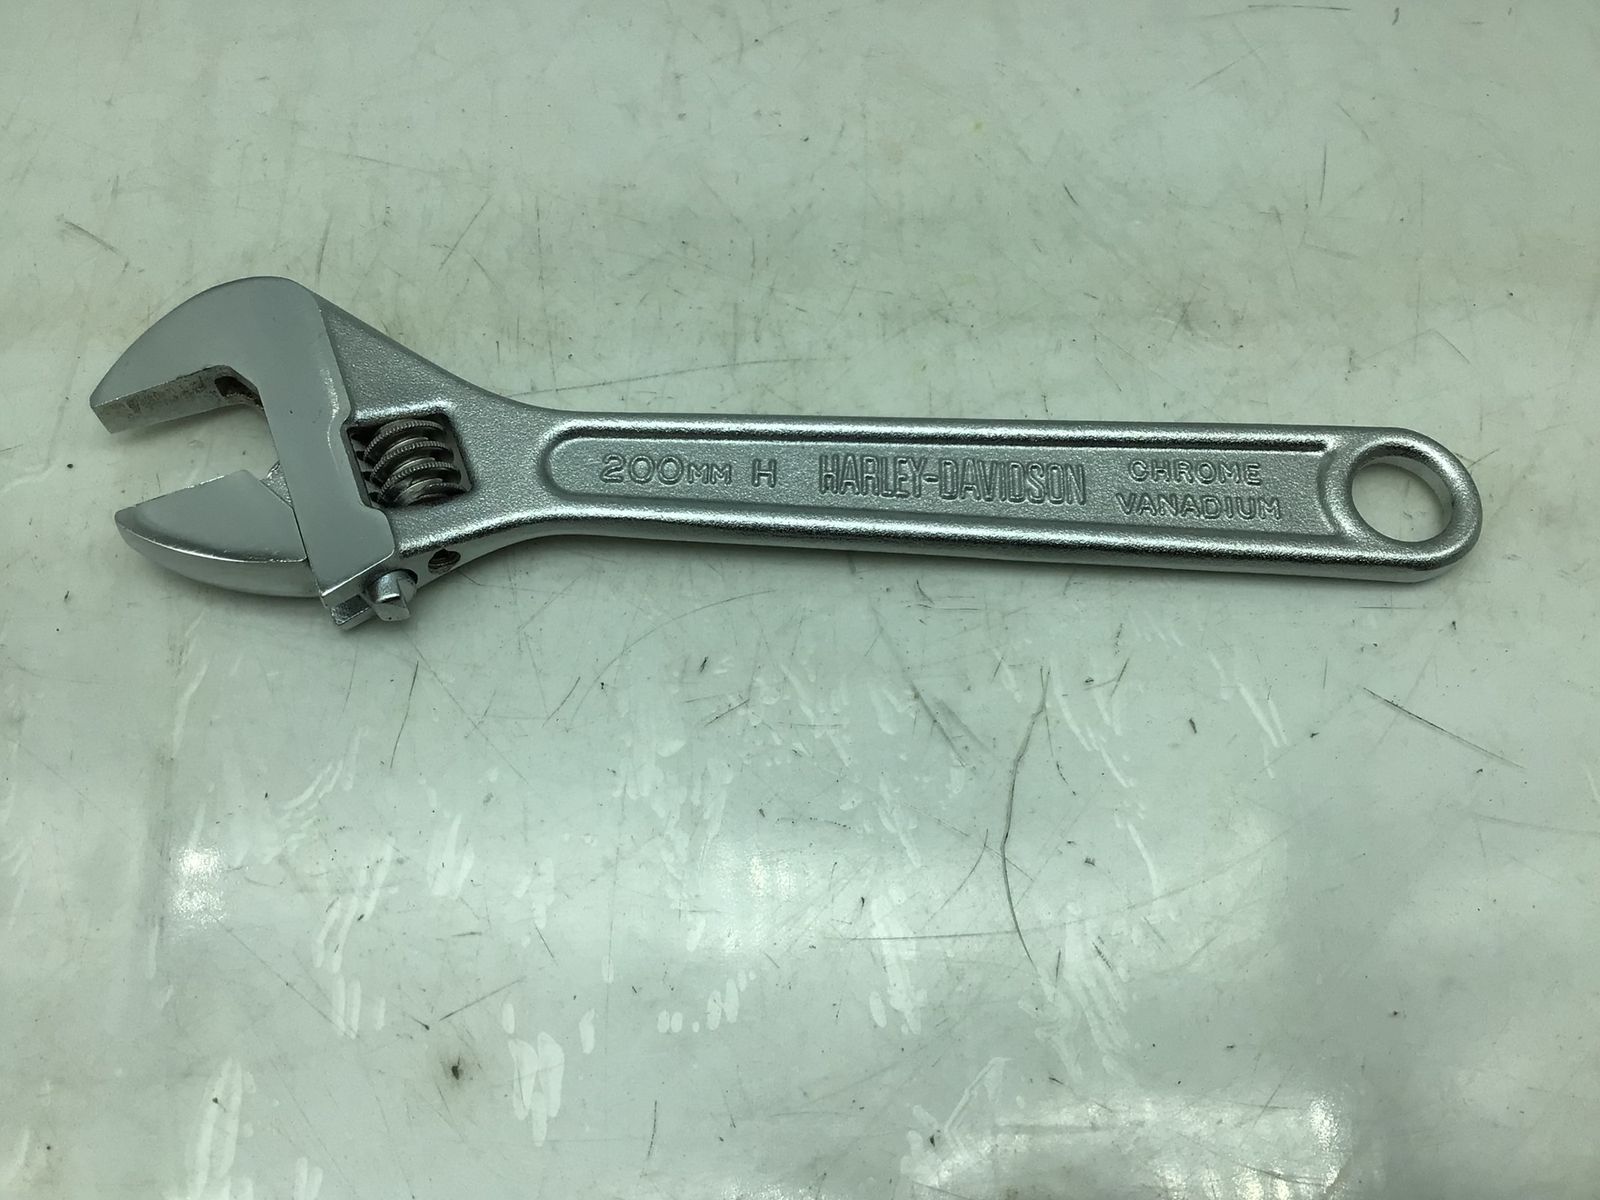 200MM H HARLEY-DAVIDSON CHROME
VANADIUM